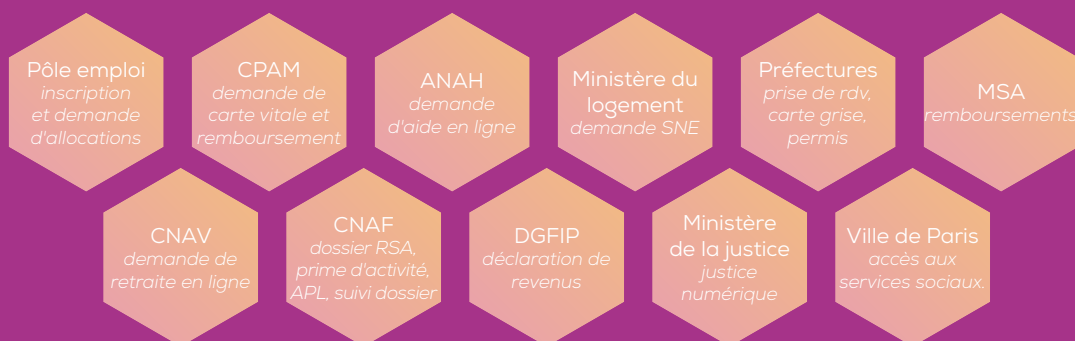 Pôle emploi
inscription
et demande
d'allocations
CPAM
demande de
carte vitale et
remboursement
ANAH
demande
d'aide en ligne
Ministère du
logement
demande SNE
Préfectures
prise de rdv,
carte grise,
permis
MSA
remboursements
CNAV
demande de
retraite en ligne
CNAF
dossier RSA,
prime d'activité,
APL, suivi dossier
DGFIP
déclaration de
revenus
Ministère
de la justice
justice
numérique
Ville de Paris
accès aux
services sociaux.